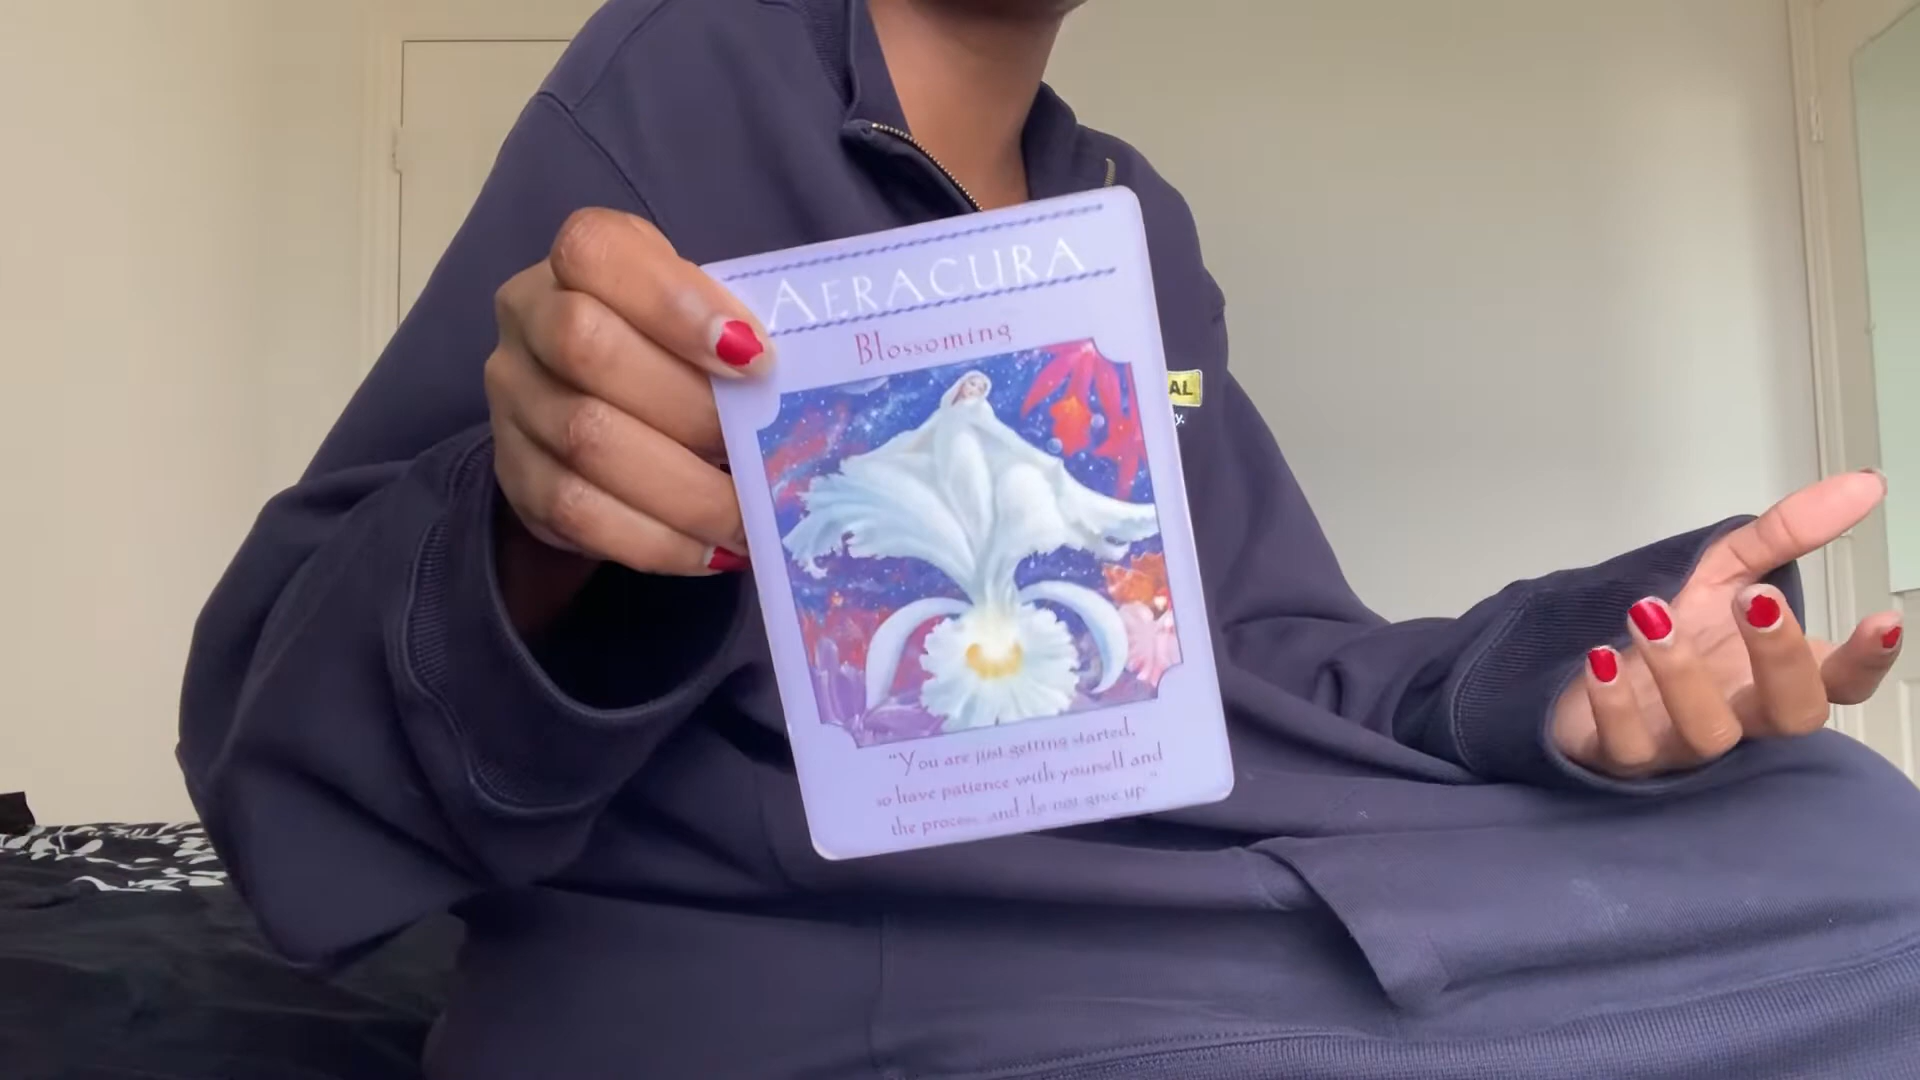 AERACURA
Blossoming
"You are just getting started,
so have patience with yourself and
the process, and do not give up."
AL
y.